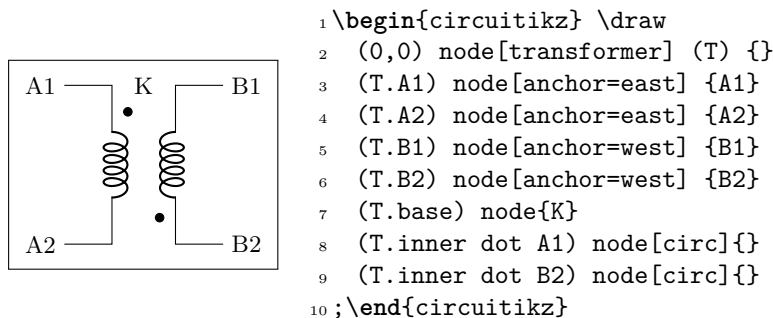 A1 K B1
A2 B2
1 \begin{circuitikz} \draw
2 (0,0) node[transformer] (T) {}
3 (T.A1) node[anchor=east] {A1}
4 (T.A2) node[anchor=east] {A2}
5 (T.B1) node[anchor=west] {B1}
6 (T.B2) node[anchor=west] {B2}
7 (T.base) node{K}
8 (T.inner dot A1) node[circ]{}
9 (T.inner dot B2) node[circ]{}
10 ;\end{circuitikz}